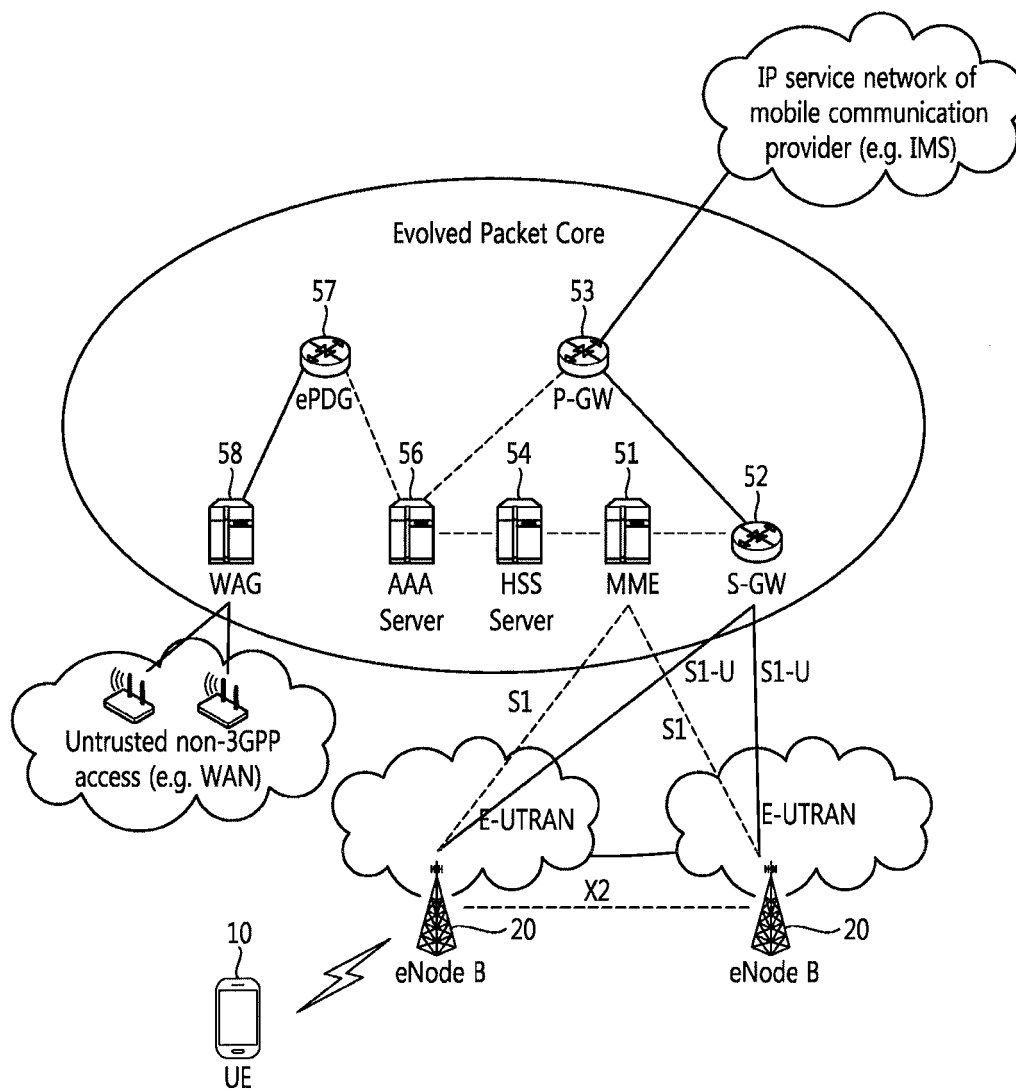 IP service network of
mobile communication
provider (e.g. IMS)
Evolved Packet Core
57
53
ePDG
P-GW
58
56
54
51
52
WAG
AAA
Server
HSS
Server
MME
S-GW
S1
S1-U
S1-U
S1
Untrusted non-3GPP
access (e.g. WAN)
E-UTRAN
E-UTRAN
X2
20
20
eNode B
eNode B
10
UE